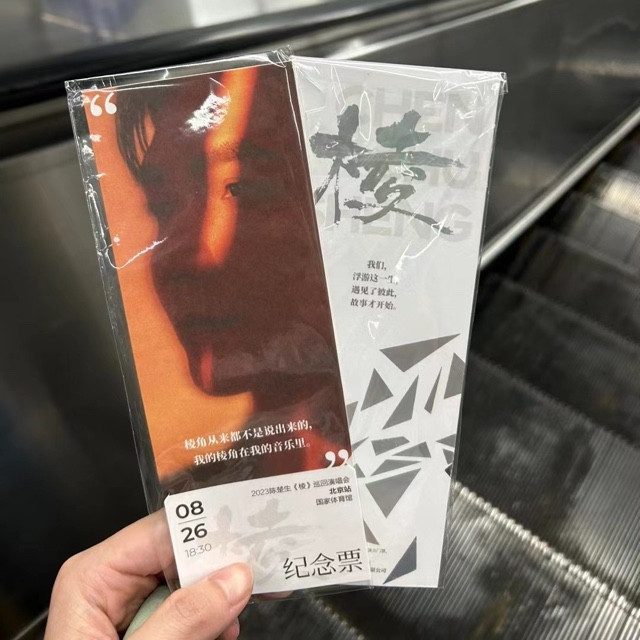 “
棱角从来都不是说出来的，
我的棱角在我的音乐里。
”
08
26
18:30
2023陈楚生《棱》巡回演唱会
北京站
国家体育馆
纪念票
CHEN
棱
我们，
浮游这一生，
遇见了彼此，
故事才开始。